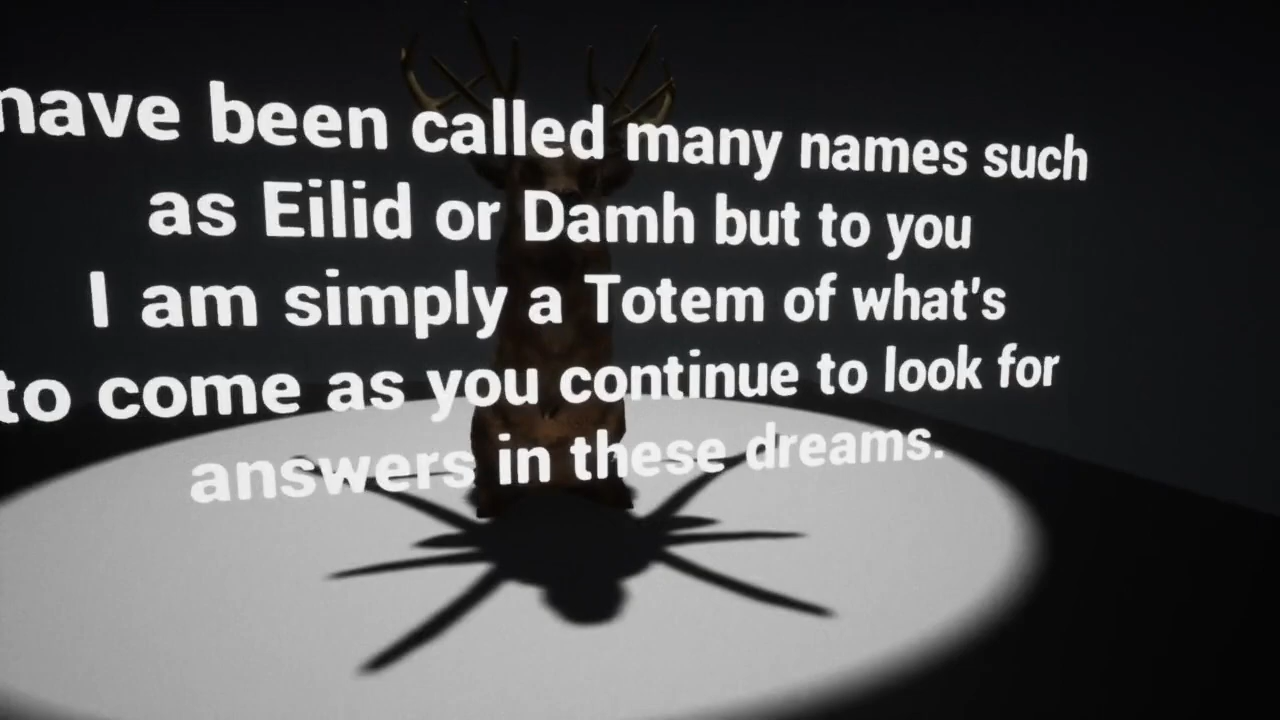 have been called many names such
as Eilid or Damh but to you
I am simply a Totem of what's
to come as you continue to look for
answers in these dreams.